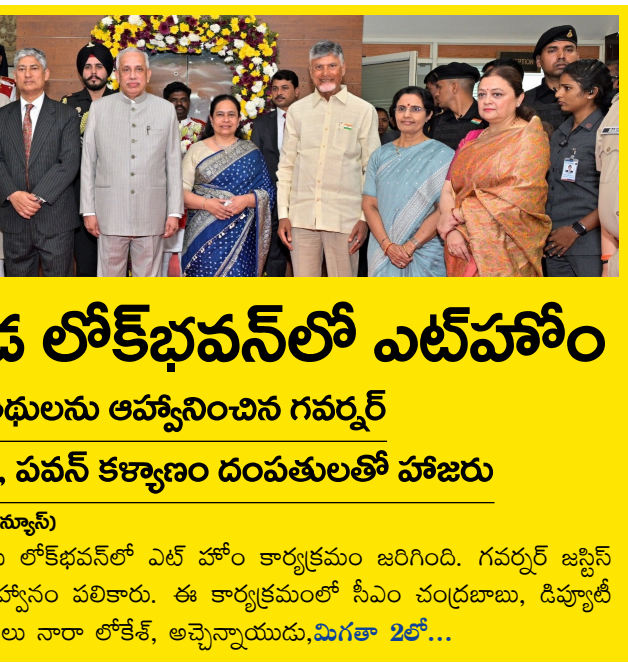 డ లోక్‌భవన్‌లో ఎట్‌హోం
థులను ఆహ్వానించిన గవర్నర్
, పవన్ కళ్యాణం దంపతులతో హాజరు
న్యూస్)
లోక్‌భవన్‌లో ఎట్ హోం కార్యక్రమం జరిగింది. గవర్నర్ జస్టిస్
హ్వానం పలికారు. ఈ కార్యక్రమంలో సీఎం చంద్రబాబు, డిప్యూటీ
లు నారా లోకేశ్, అచ్చెన్నాయుడు,మిగతా 2లో...